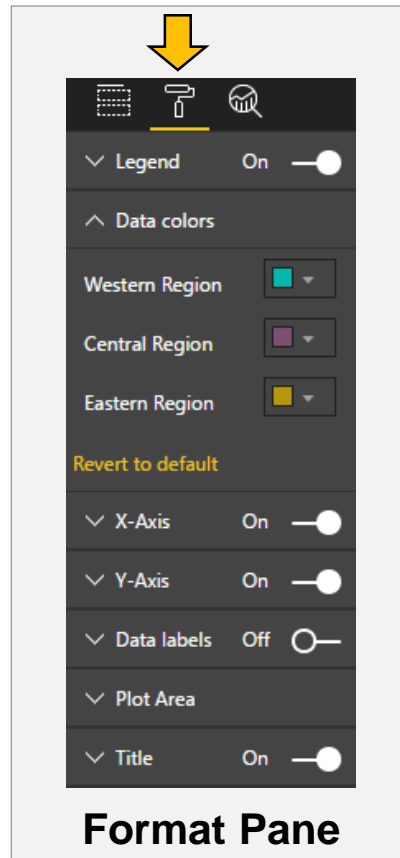 Legend On
Data colors
Western Region
Central Region
Eastern Region
Revert to default
X-Axis On
Y-Axis On
Data labels Off
Plot Area
Title On
Format Pane